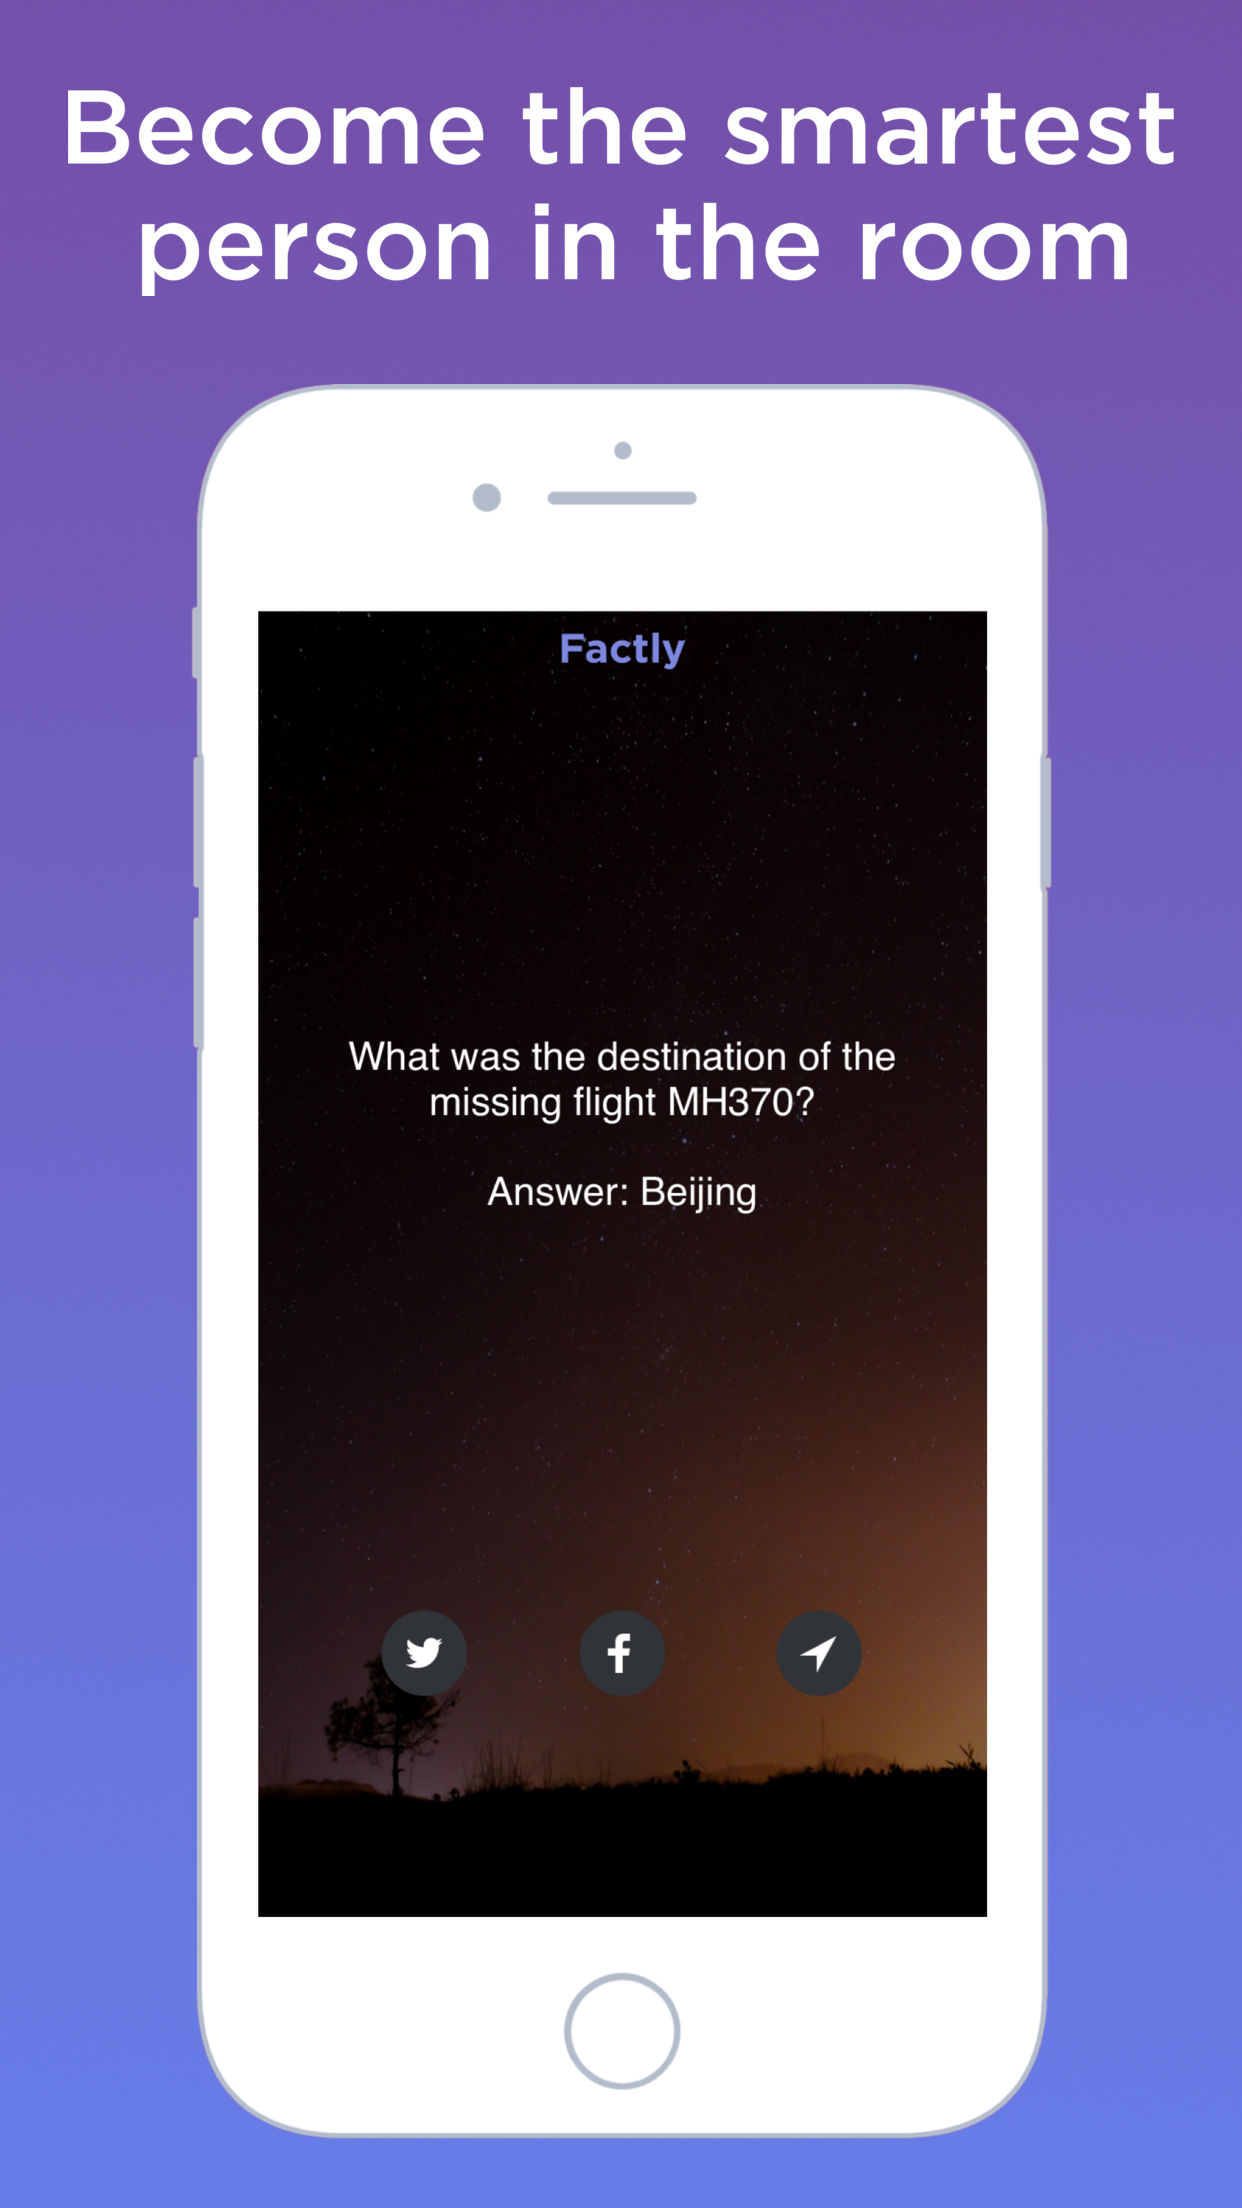 Become the smartest
person in the room
Factly
What was the destination of the
missing flight MH370?
Answer: Beijing